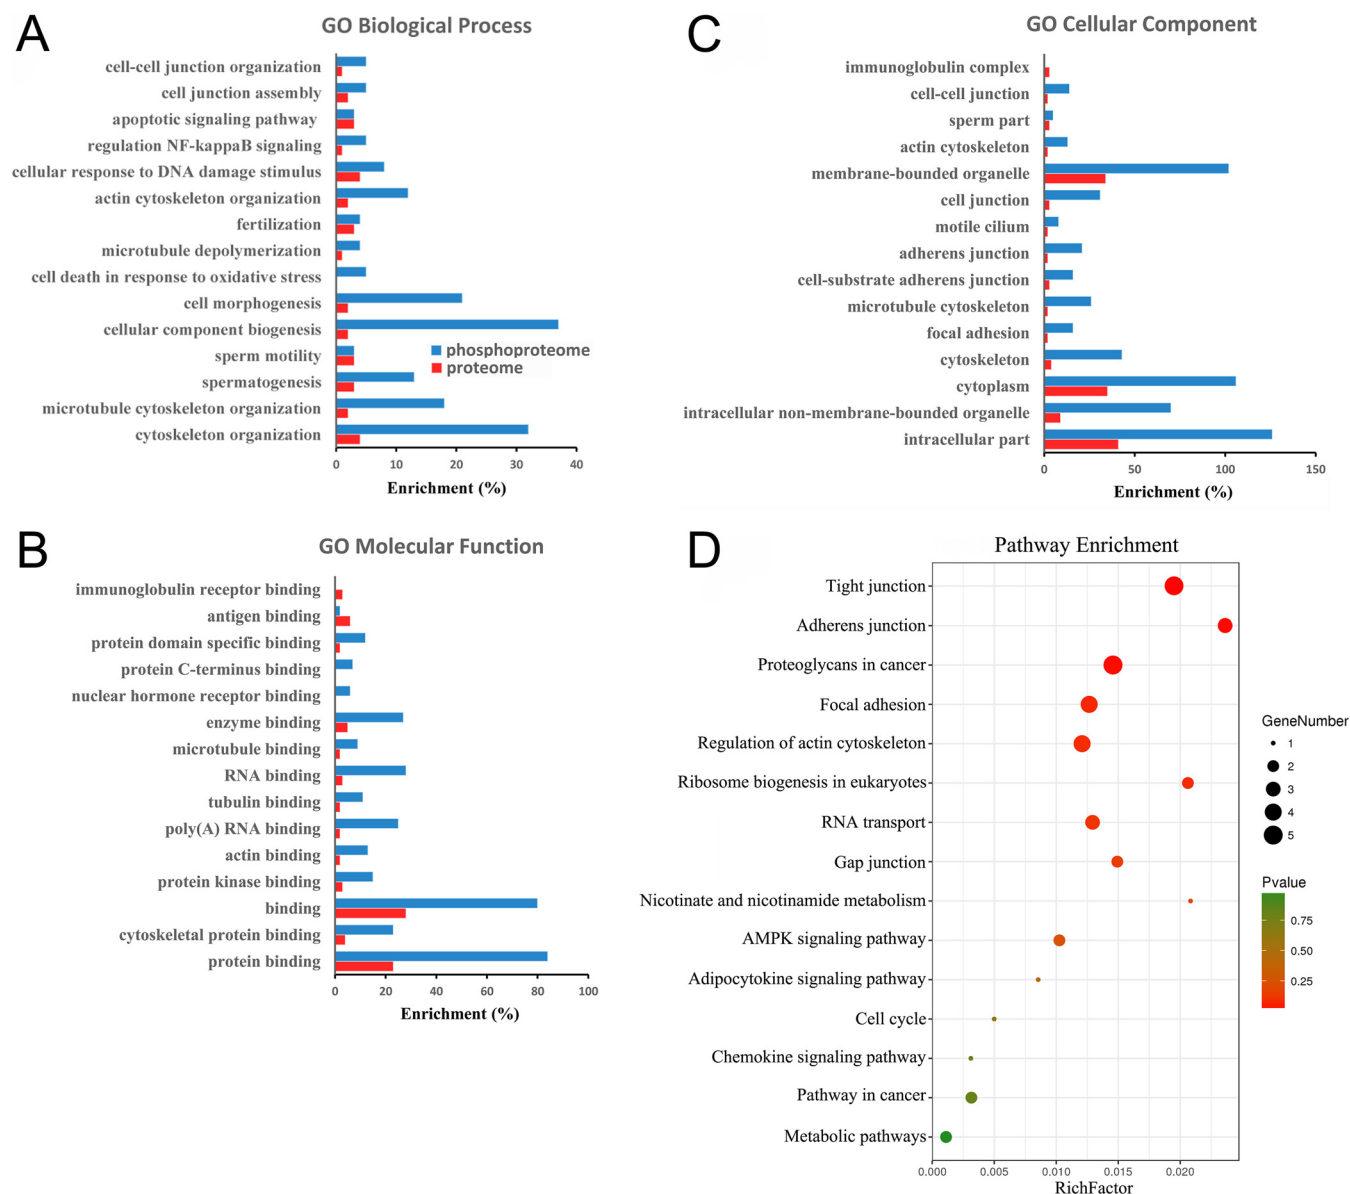 A
GO Biological Process
cell-cell junction organization
cell junction assembly
apoptotic signaling pathway
regulation NF-kappaB signaling
cellular response to DNA damage stimulus
actin cytoskeleton organization
fertilization
microtubule depolymerization
cell death in response to oxidative stress
cell morphogenesis
cellular component biogenesis
sperm motility
spermatogenesis
microtubule cytoskeleton organization
cytoskeleton organization
phosphoproteome
proteome
0 10 20 30 40
Enrichment (%)
B
GO Molecular Function
immunoglobulin receptor binding
antigen binding
protein domain specific binding
protein C-terminus binding
nuclear hormone receptor binding
enzyme binding
microtubule binding
RNA binding
tubulin binding
poly(A) RNA binding
actin binding
protein kinase binding
binding
cytoskeletal protein binding
protein binding
0 20 40 60 80 100
Enrichment (%)
C
GO Cellular Component
immunoglobulin complex
cell-cell junction
sperm part
actin cytoskeleton
membrane-bounded organelle
cell junction
motile cilium
adherens junction
cell-substrate adherens junction
microtubule cytoskeleton
focal adhesion
cytoskeleton
cytoplasm
intracellular non-membrane-bounded organelle
intracellular part
0 50 100 150
Enrichment (%)
D
Pathway Enrichment
Tight junction
Adherens junction
Proteoglycans in cancer
Focal adhesion
Regulation of actin cytoskeleton
Ribosome biogenesis in eukaryotes
RNA transport
Gap junction
Nicotinate and nicotinamide metabolism
AMPK signaling pathway
Adipocytokine signaling pathway
Cell cycle
Chemokine signaling pathway
Pathway in cancer
Metabolic pathways
0.000 0.005 0.010 0.015 0.020
RichFactor
GeneNumber
1
2
3
4
5
Pvalue
0.75
0.50
0.25